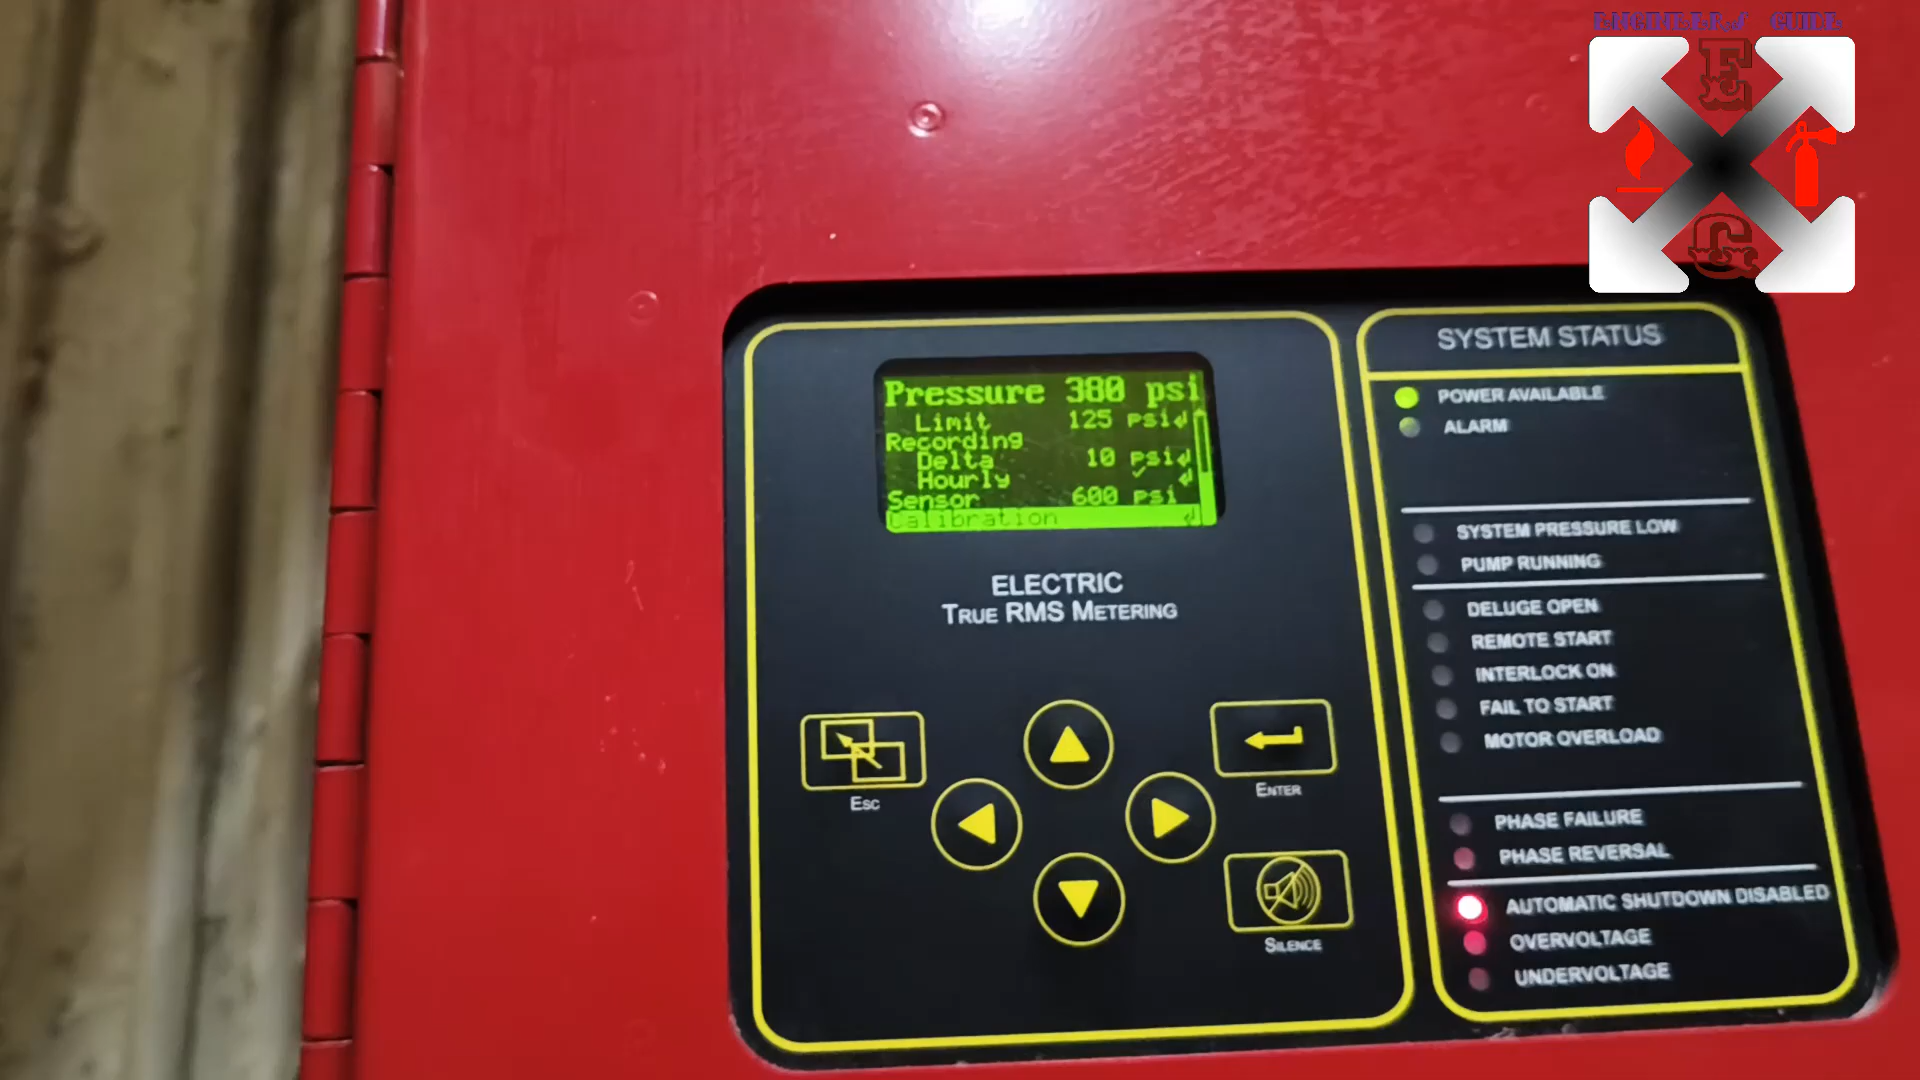 ENGINEERS GUIDE
E
G
Pressure 380 psi
Limit 125 psi
Recording
Delta 10 psi
Hourly
Sensor 600 psi
Calibration
ELECTRIC
TRUE RMS METERING
ESC
ENTER
SILENCE
SYSTEM STATUS
POWER AVAILABLE
ALARM
SYSTEM PRESSURE LOW
PUMP RUNNING
DELUGE OPEN
REMOTE START
INTERLOCK ON
FAIL TO START
MOTOR OVERLOAD
PHASE FAILURE
PHASE REVERSAL
AUTOMATIC SHUTDOWN DISABLED
OVERVOLTAGE
UNDERVOLTAGE